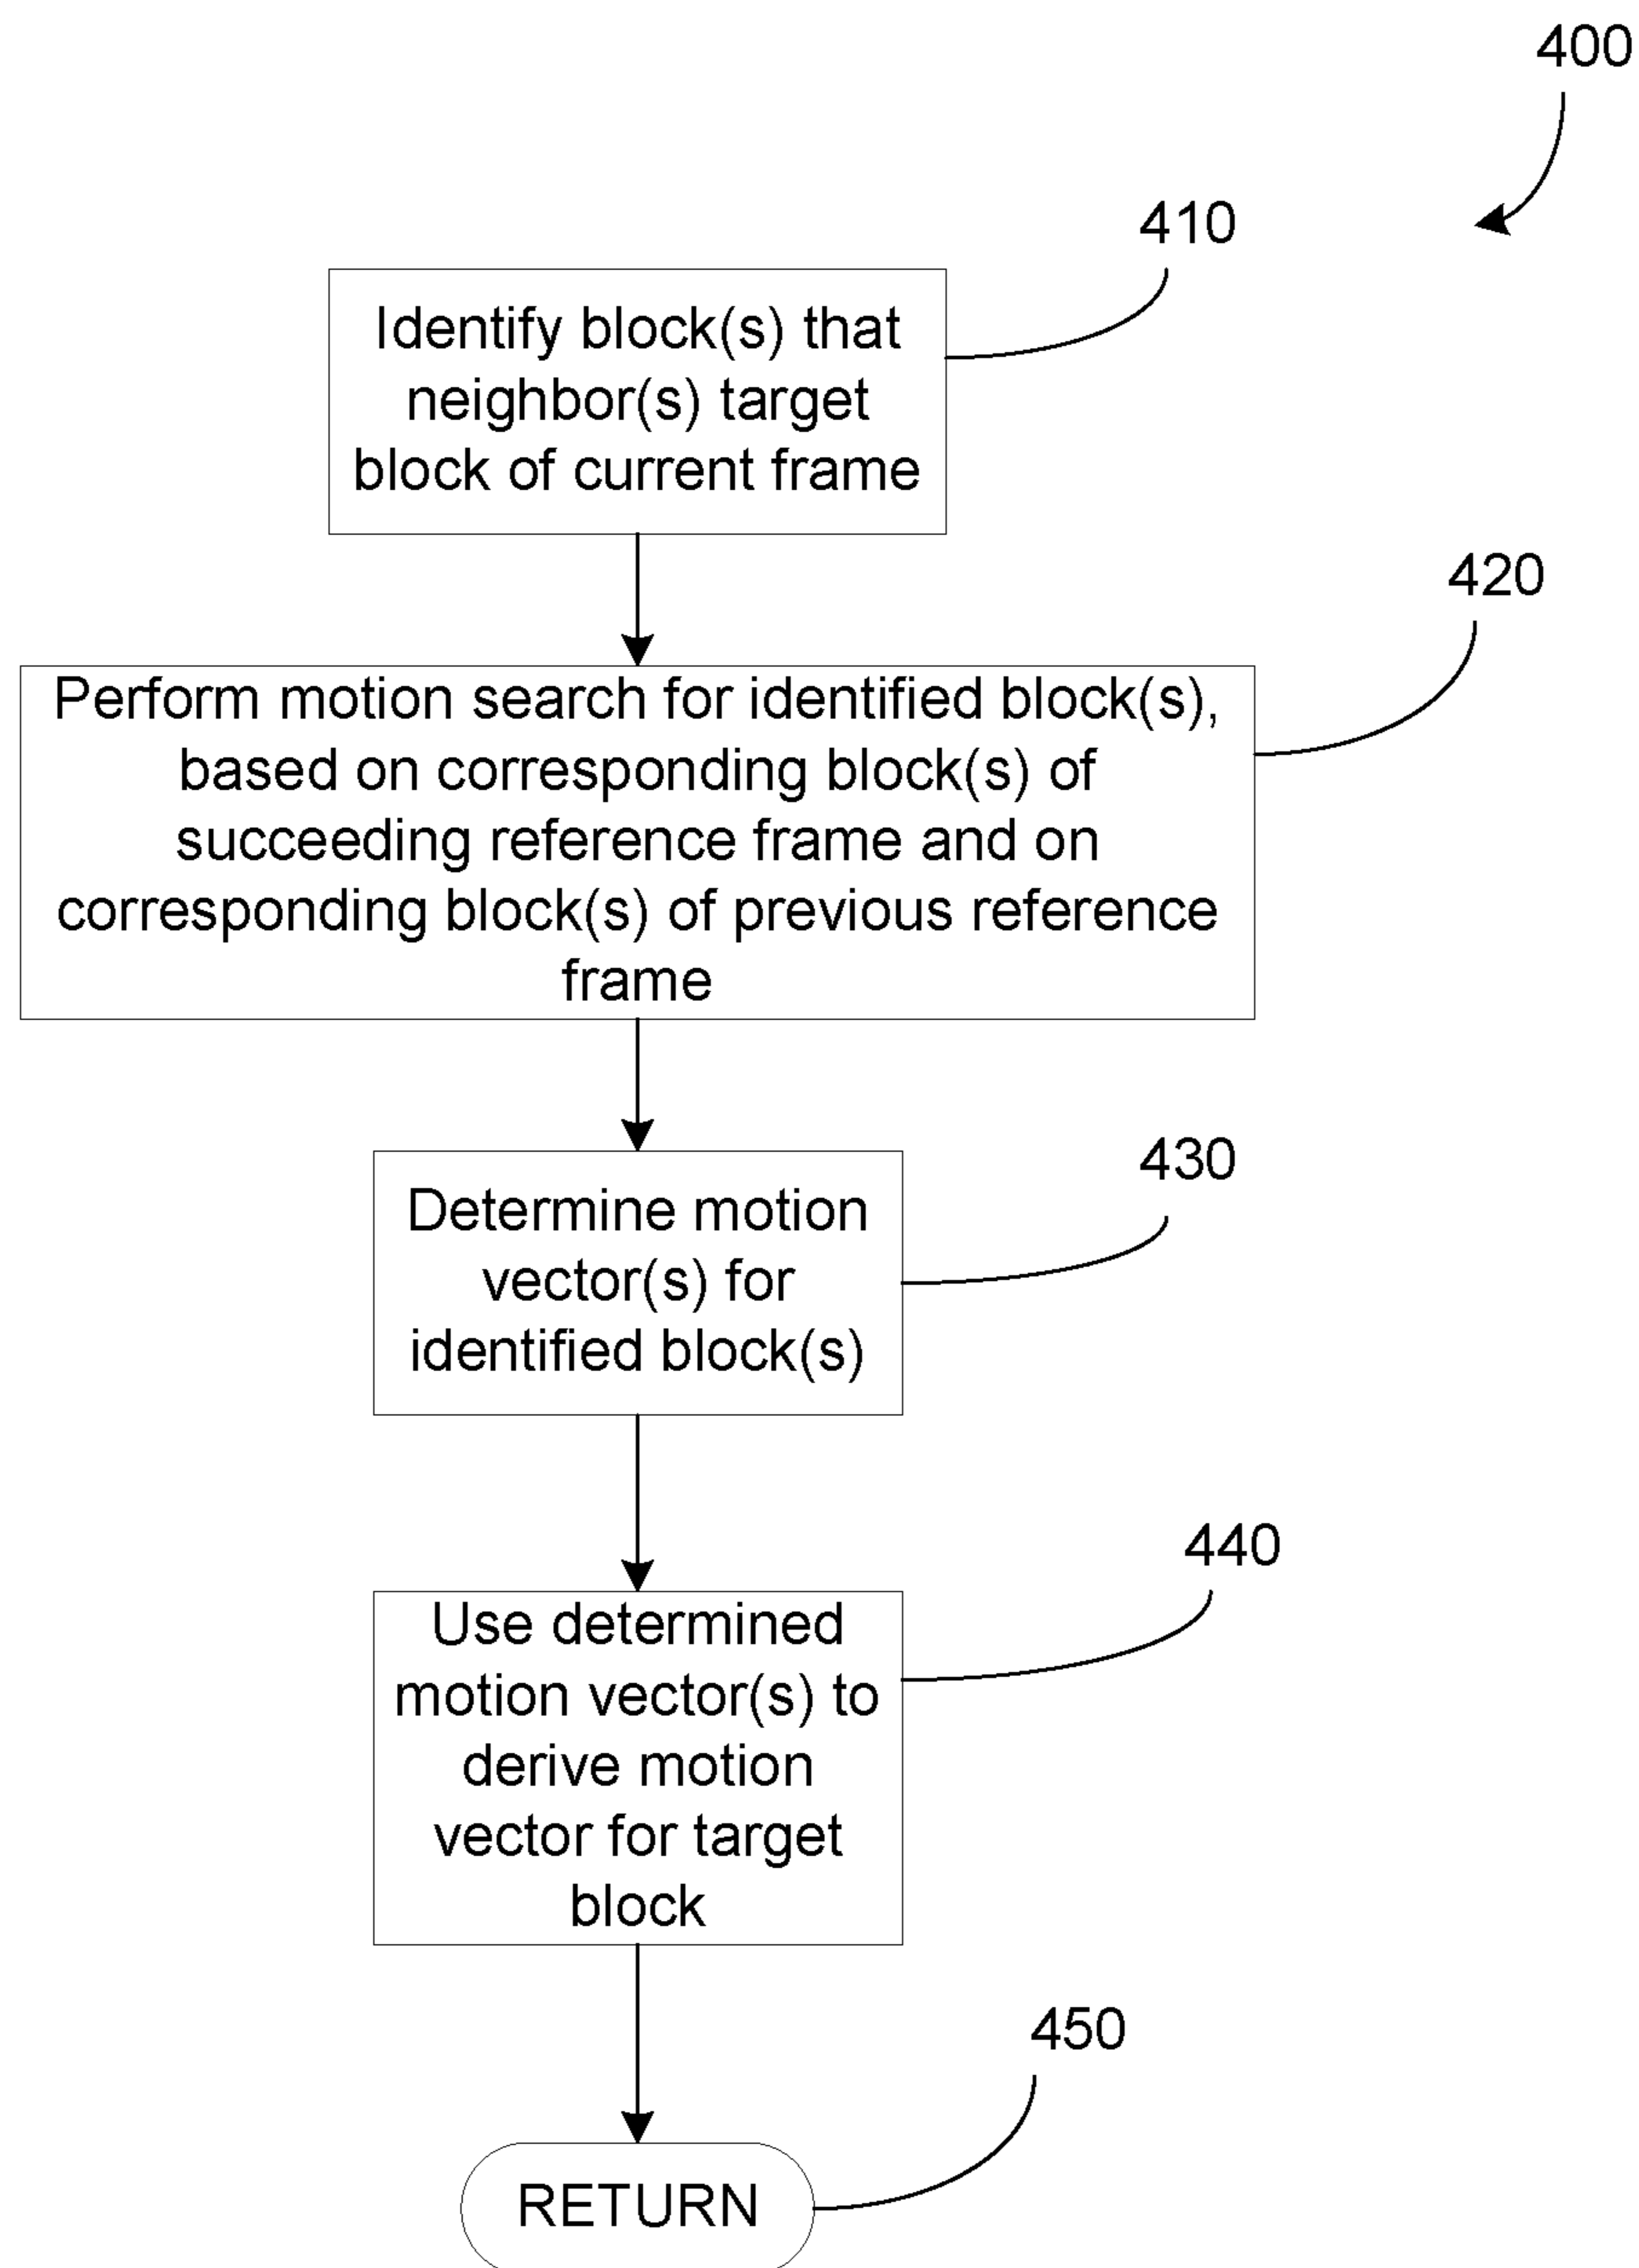 400
410
Identify block(s) that
neighbor(s) target
block of current frame
420
Perform motion search for identified block(s),
based on corresponding block(s) of
succeeding reference frame and on
corresponding block(s) of previous reference
frame
430
Determine motion
vector(s) for
identified block(s)
440
Use determined
motion vector(s) to
derive motion
vector for target
block
450
RETURN